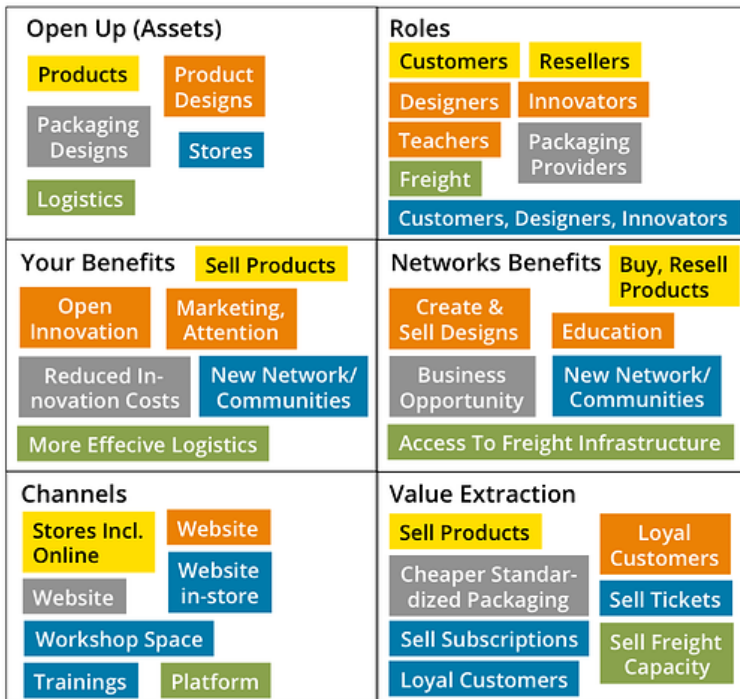 Open Up (Assets)
Products
Product
Designs
Packaging
Designs
Stores
Logistics
Roles
Customers
Resellers
Designers
Innovators
Teachers
Packaging
Providers
Freight
Customers, Designers, Innovators
Your Benefits
Sell Products
Open
Innovation
Marketing,
Attention
Reduced In-
novation Costs
New Network/
Communities
More Effecive Logistics
Networks Benefits
Buy, Resell
Products
Create &
Sell Designs
Education
Business
Opportunity
New Network/
Communities
Access To Freight Infrastructure
Channels
Stores Incl.
Online
Website
Website
in-store
Website
Workshop Space
Trainings
Platform
Value Extraction
Sell Products
Loyal
Customers
Cheaper Standar-
dized Packaging
Sell Tickets
Sell Subscriptions
Sell Freight
Capacity
Loyal Customers